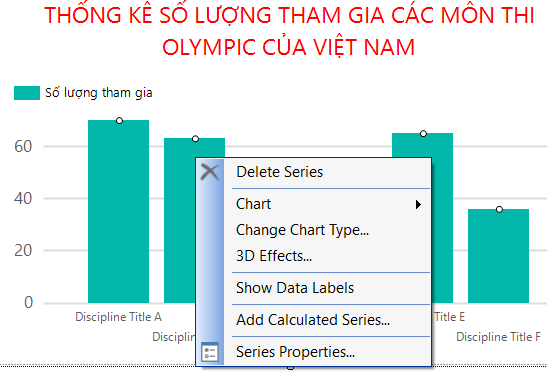 THỐNG KÊ SỐ LƯỢNG THAM GIA CÁC MÔN THI
OLYMPIC CỦA VIỆT NAM
Số lượng tham gia
60
40
20
0
Delete Series
Chart
Change Chart Type...
3D Effects...
Show Data Labels
Add Calculated Series...
Series Properties...
Discipline Title A
Title E
Discipline Title F